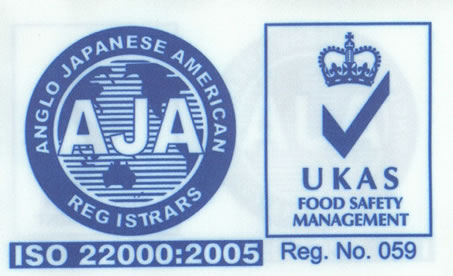 ANGLO JAPANESE AMERICAN
AJA
REGISTRARS
ISO 22000:2005
UKAS
FOOD SAFETY
MANAGEMENT
Reg. No. 059